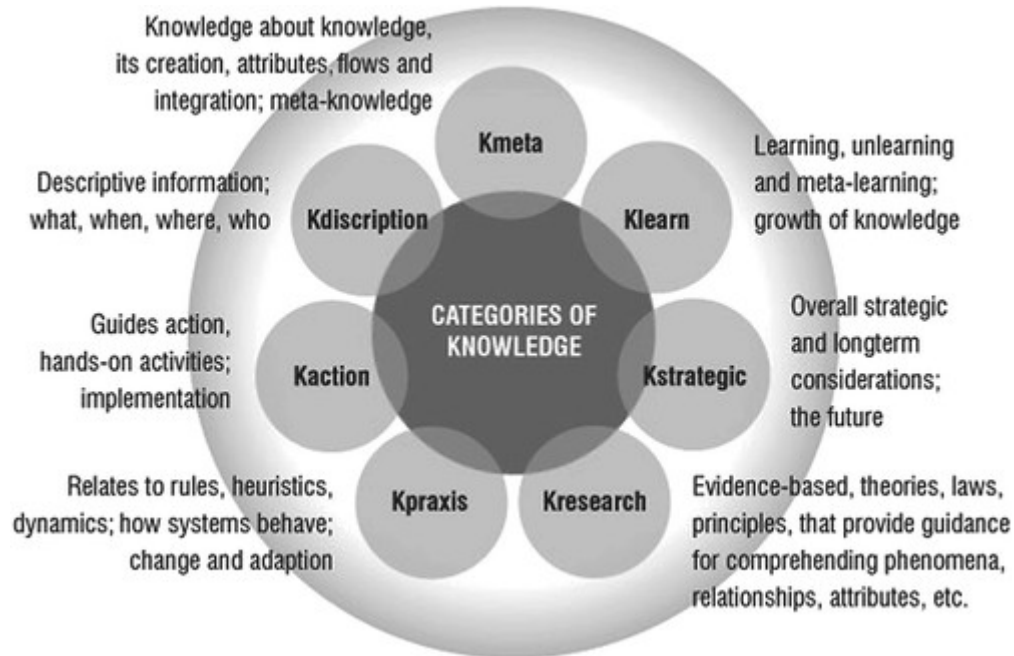 Knowledge about knowledge,
its creation, attributes, flows and
integration; meta-knowledge
Kmeta
Learning, unlearning
and meta-learning;
growth of knowledge
Klearn
Descriptive information;
what, when, where, who
Kdiscription
CATEGORIES OF
KNOWLEDGE
Guides action,
hands-on activities;
implementation
Kaction
Overall strategic
and longterm
considerations;
the future
Kstrategic
Relates to rules, heuristics,
dynamics; how systems behave;
change and adaption
Kpraxis
Kresearch
Evidence-based, theories, laws,
principles, that provide guidance
for comprehending phenomena,
relationships, attributes, etc.